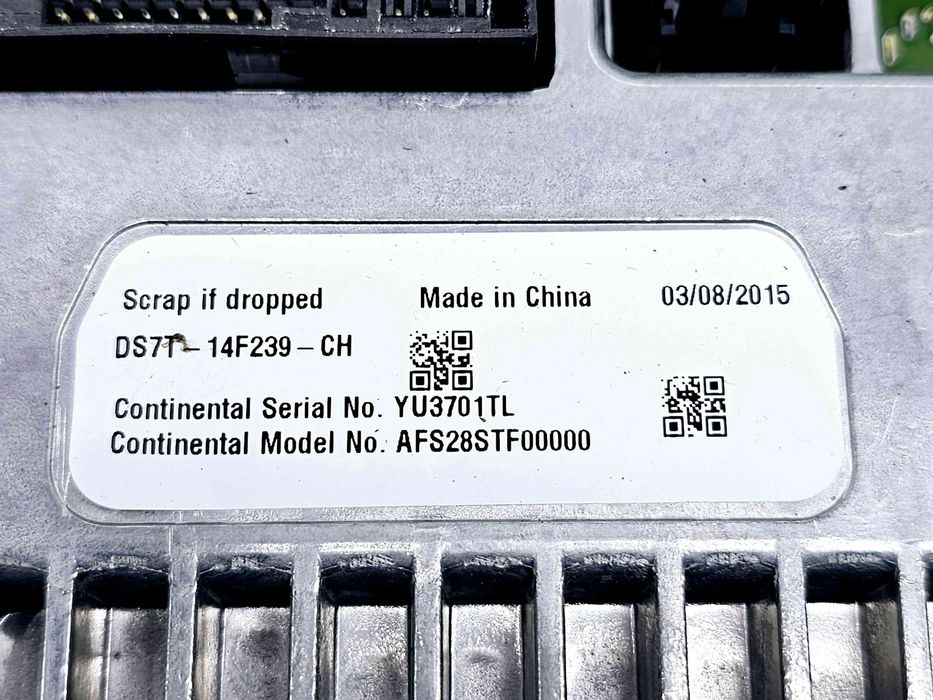 Scrap if dropped Made in China 03/08/2015
DS7T - 14F239 - CH
Continental Serial No. YU3701TL
Continental Model No. AFS28STF00000